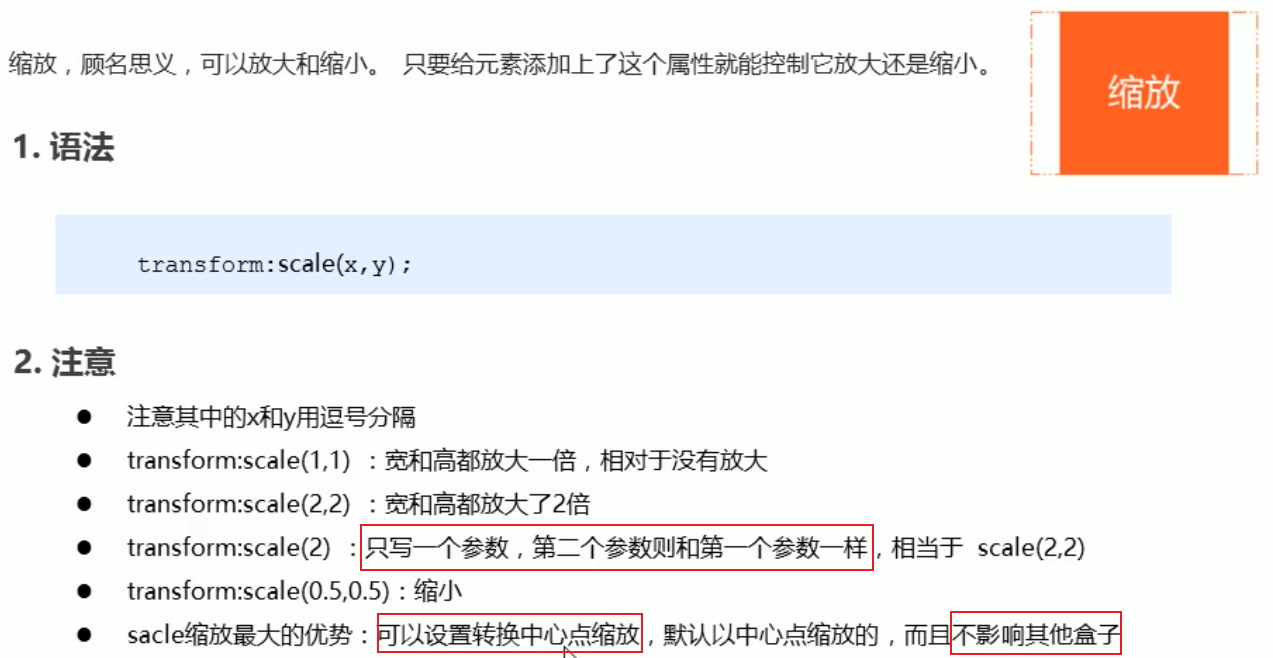 缩放，顾名思义，可以放大和缩小。 只要给元素添加上了这个属性就能控制它放大还是缩小。
缩放
1. 语法
transform:scale(x,y);
2. 注意
● 注意其中的x和y用逗号分隔
● transform:scale(1,1) ：宽和高都放大一倍，相对于没有放大
● transform:scale(2,2) ：宽和高都放大了2倍
● transform:scale(2) ：只写一个参数，第二个参数则和第一个参数一样，相当于 scale(2,2)
● transform:scale(0.5,0.5)：缩小
● sacle缩放最大的优势：可以设置转换中心点缩放，默认以中心点缩放的，而且不影响其他盒子